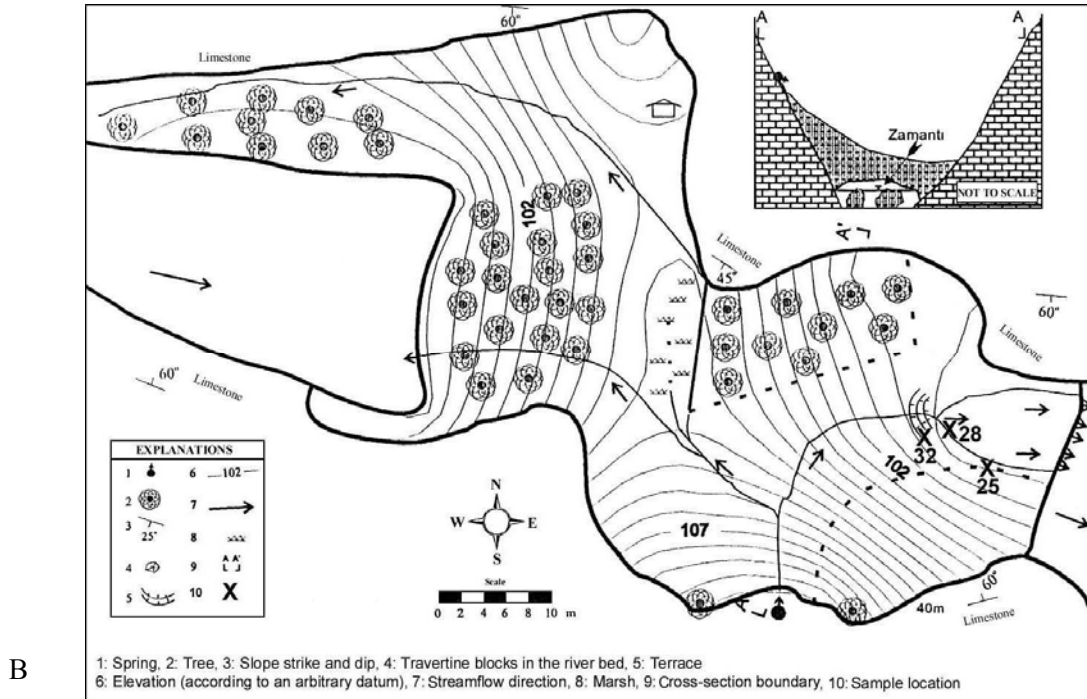 60°
Limestone
A A
Zamantı
NOT TO SCALE
102
A'
Limestone
45°
60°
Limestone
60° Limestone
28
32
102
25
EXPLANATIONS
1 6 102
2 7
3 25° 8
4 9 A A'
5 10 X
N
W E
S
107
Scale
0 2 4 6 8 10 m
A
40m
60°
Limestone
B
1: Spring, 2: Tree, 3: Slope strike and dip, 4: Travertine blocks in the river bed, 5: Terrace
6: Elevation (according to an arbitrary datum), 7: Streamflow direction, 8: Marsh, 9: Cross-section boundary, 10: Sample location